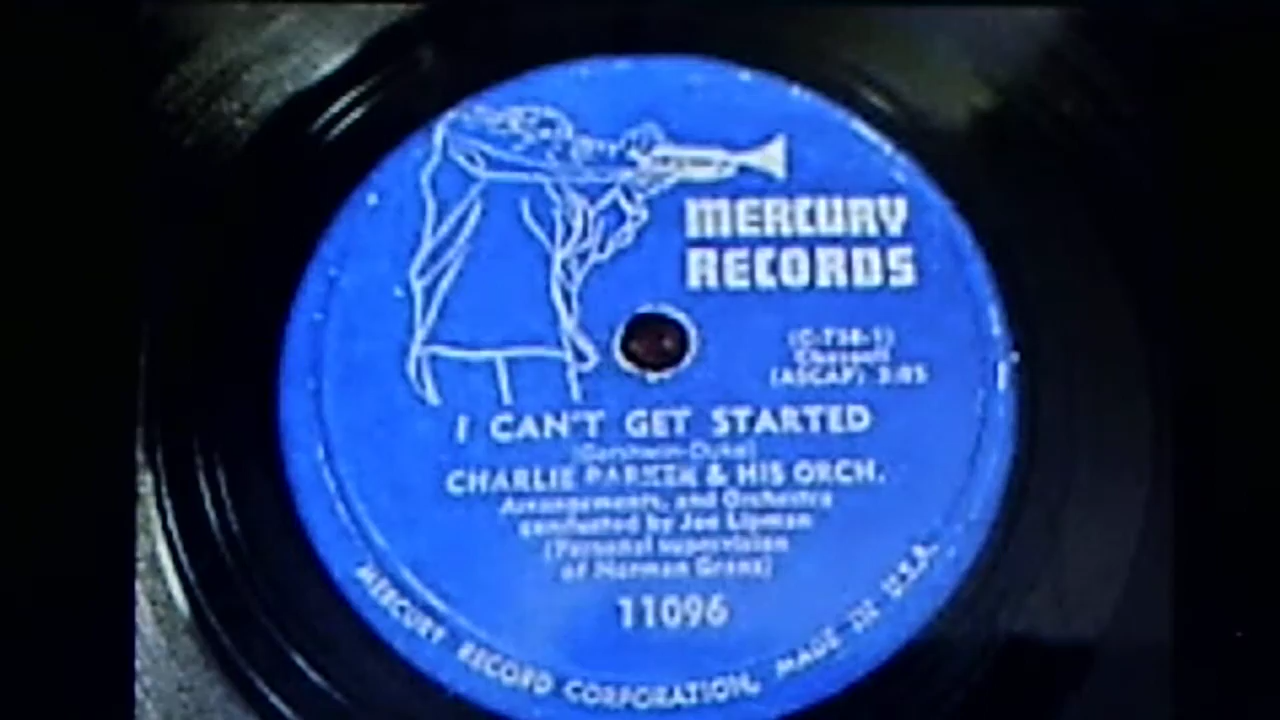 MERCURY
RECORDS
(C-738-1)
Chappell
(ASCAP) 3:05
I CAN'T GET STARTED
(Gershwin-Duke)
CHARLIE PARKER & HIS ORCH.
Arrangements, and Orchestra
conducted by Joe Lipman
(Personal supervision
of Norman Granz)
11096
MERCURY RECORD CORPORATION, MADE IN U.S.A.